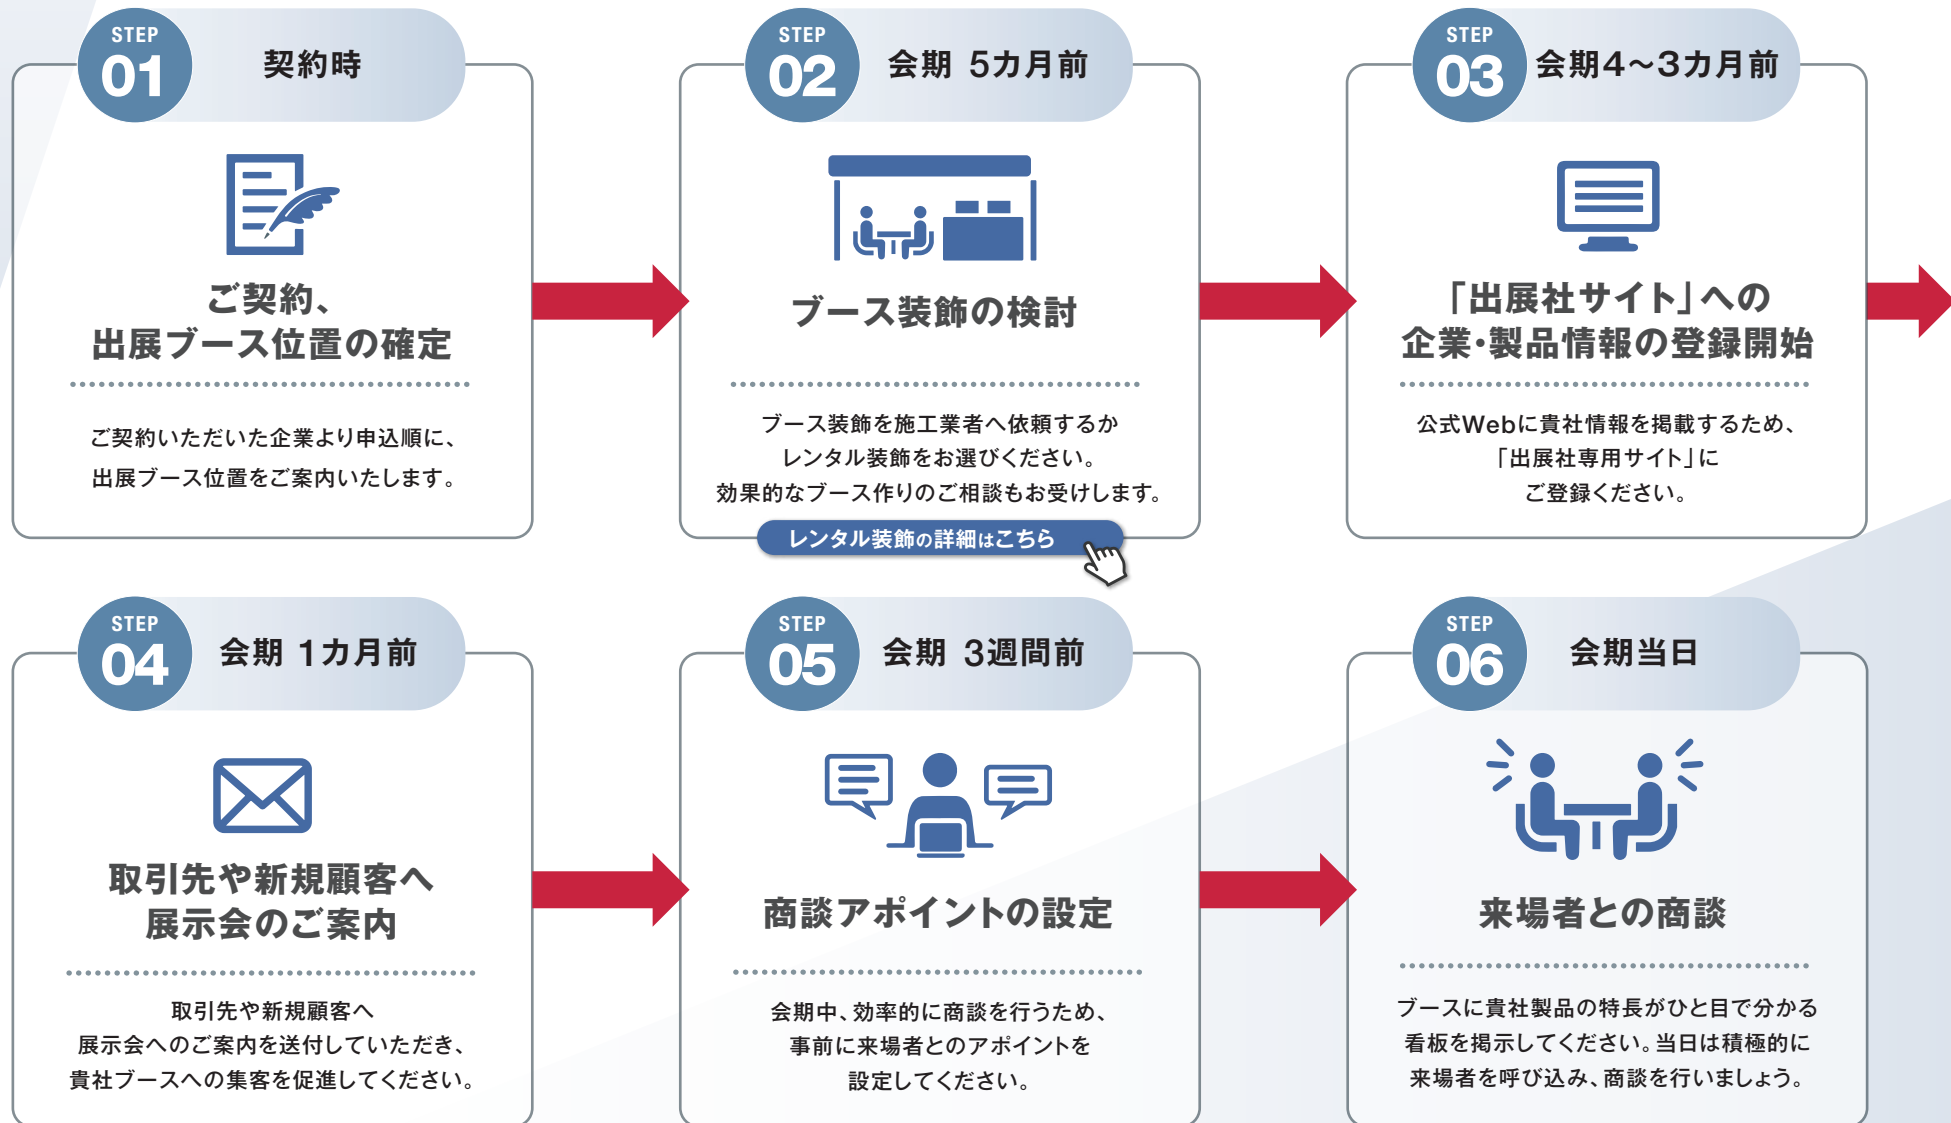 STEP
01
契約時
ご契約、
出展ブース位置の確定
ご契約いただいた企業より申込順に、
出展ブース位置をご案内いたします。
STEP
02
会期 5カ月前
ブース装飾の検討
ブース装飾を施工業者へ依頼するか
レンタル装飾をお選びください。
効果的なブース作りのご相談もお受けします。
レンタル装飾の詳細はこちら
STEP
03
会期4〜3カ月前
「出展社サイト」への
企業・製品情報の登録開始
公式Webに貴社情報を掲載するため、
「出展社専用サイト」に
ご登録ください。
STEP
04
会期 1カ月前
取引先や新規顧客へ
展示会のご案内
取引先や新規顧客へ
展示会へのご案内を送付していただき、
貴社ブースへの集客を促進してください。
STEP
05
会期 3週間前
商談アポイントの設定
会期中、効率的に商談を行うため、
事前に来場者とのアポイントを
設定してください。
STEP
06
会期当日
来場者との商談
ブースに貴社製品の特長がひと目で分かる
看板を掲示してください。当日は積極的に
来場者を呼び込み、商談を行いましょう。